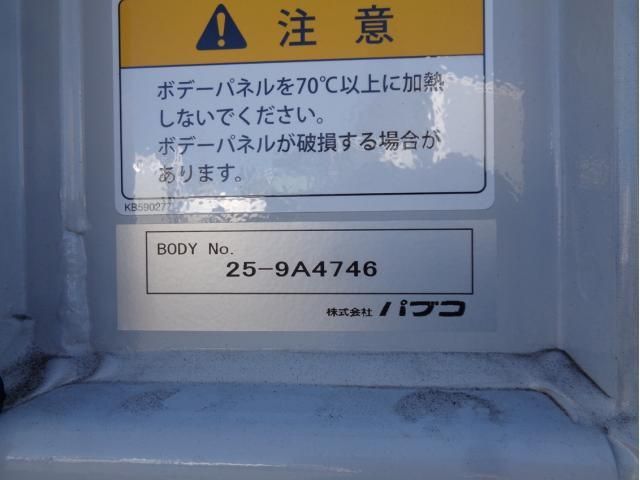 注意
ボデーパネルを70℃以上に加熱
しないでください。
ボデーパネルが破損する場合が
あります。
KB590277
BODY No.
25-9A4746
株式会社 パブコ